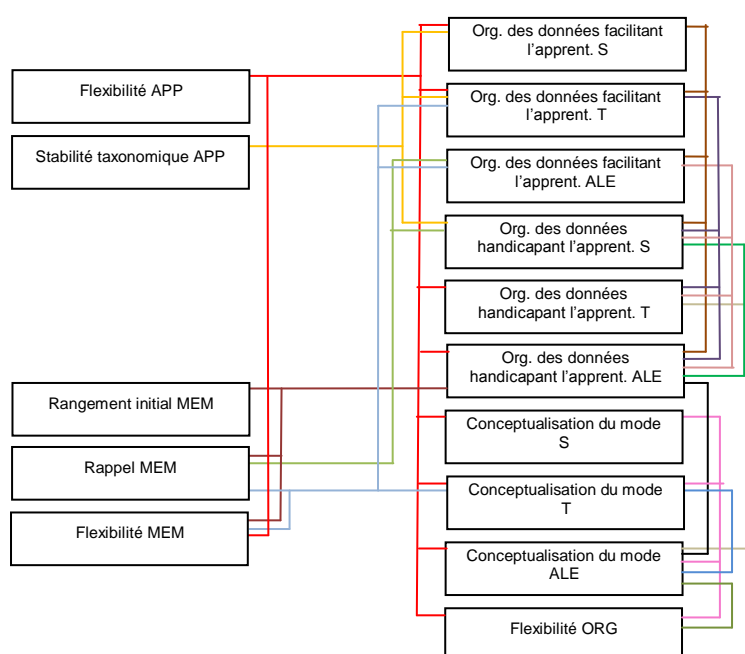 Org. des données facilitant
l'apprent. S
Flexibilité APP
Org. des données facilitant
l'apprent. T
Stabilité taxonomique APP
Org. des données facilitant
l'apprent. ALE
Org. des données
handicapant l'apprent. S
Org. des données
handicapant l'apprent. T
Org. des données
handicapant l'apprent. ALE
Rangement initial MEM
Conceptualisation du mode
S
Rappel MEM
Conceptualisation du mode
T
Flexibilité MEM
Conceptualisation du mode
ALE
Flexibilité ORG